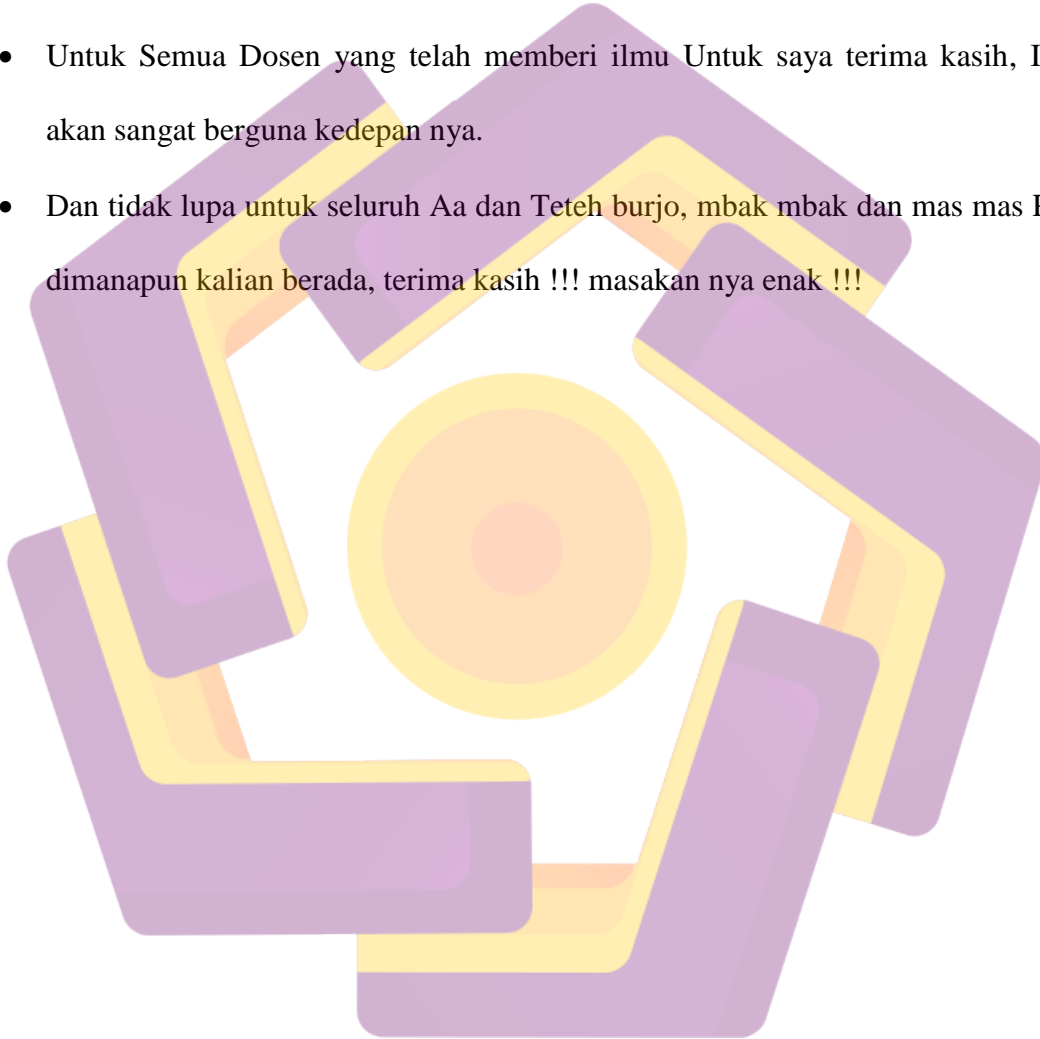 • Untuk Semua Dosen yang telah memberi ilmu Untuk saya terima kasih,
akan sangat berguna kedepan nya.
• Dan tidak lupa untuk seluruh Aa dan Teteh burjo, mbak mbak dan mas mas
dimanapun kalian berada, terima kasih !!! masakan nya enak !!!